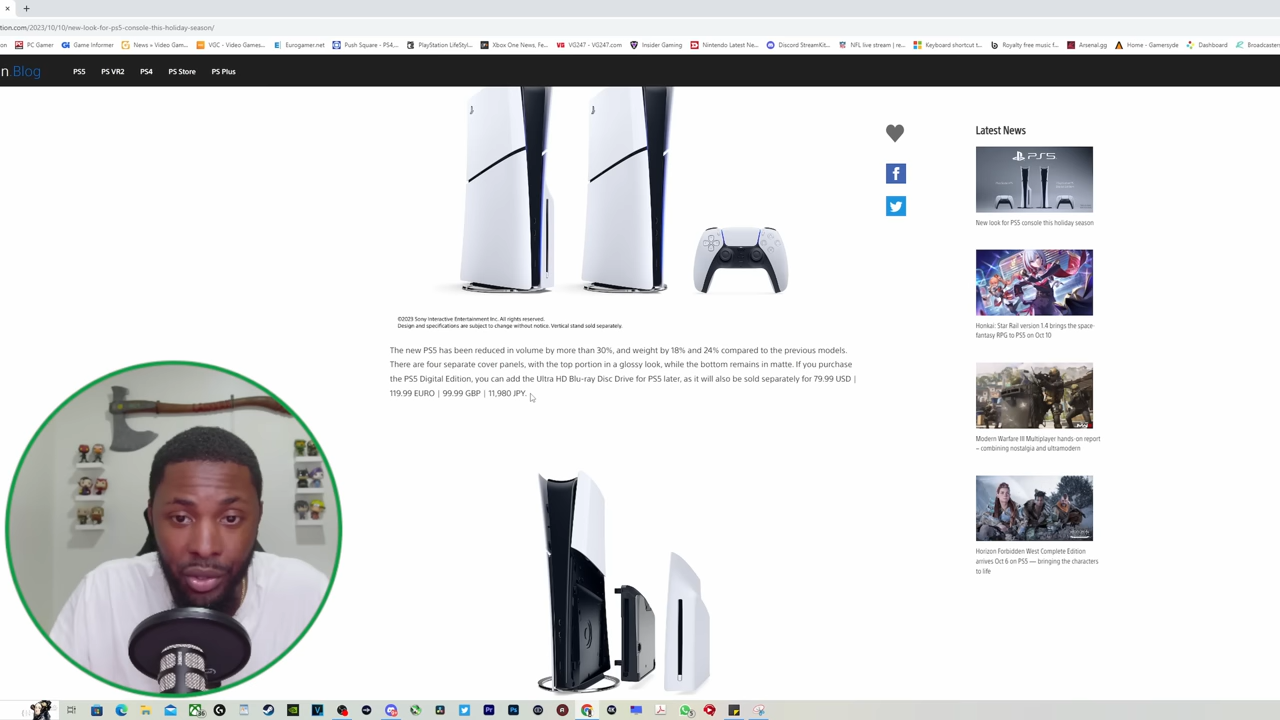 tion.com/2023/10/10/new-look-for-ps5-console-this-holiday-season/
on PC Gamer Game Informer News » Video Gam... VGC - Video Games... Eurogamer.net Push Square - PS4,... PlayStation LifeStyl... Xbox One News, Fe... VG247 - VG247.com Insider Gaming Nintendo Latest Ne... Discord StreamKit... NFL live stream | re... Keyboard shortcut t... Royalty free music f... Arsenal.gg Home - Gamersyde Dashboard Broadcasters
n.Blog PS5 PS VR2 PS4 PS Store PS Plus
©2023 Sony Interactive Entertainment Inc. All rights reserved.
Design and specifications are subject to change without notice. Vertical stand sold separately.
The new PS5 has been reduced in volume by more than 30%, and weight by 18% and 24% compared to the previous models.
There are four separate cover panels, with the top portion in a glossy look, while the bottom remains in matte. If you purchase
the PS5 Digital Edition, you can add the Ultra HD Blu-ray Disc Drive for PS5 later, as it will also be sold separately for 79.99 USD |
119.99 EURO | 99.99 GBP | 11,980 JPY.
Latest News
PS5
New look for PS5 console this holiday season
Honkai: Star Rail version 1.4 brings the space-
fantasy RPG to PS5 on Oct 10
Modern Warfare III Multiplayer hands-on report
– combining nostalgia and ultramodern
Horizon Forbidden West Complete Edition
arrives Oct 6 on PS5 — bringing the characters
to life